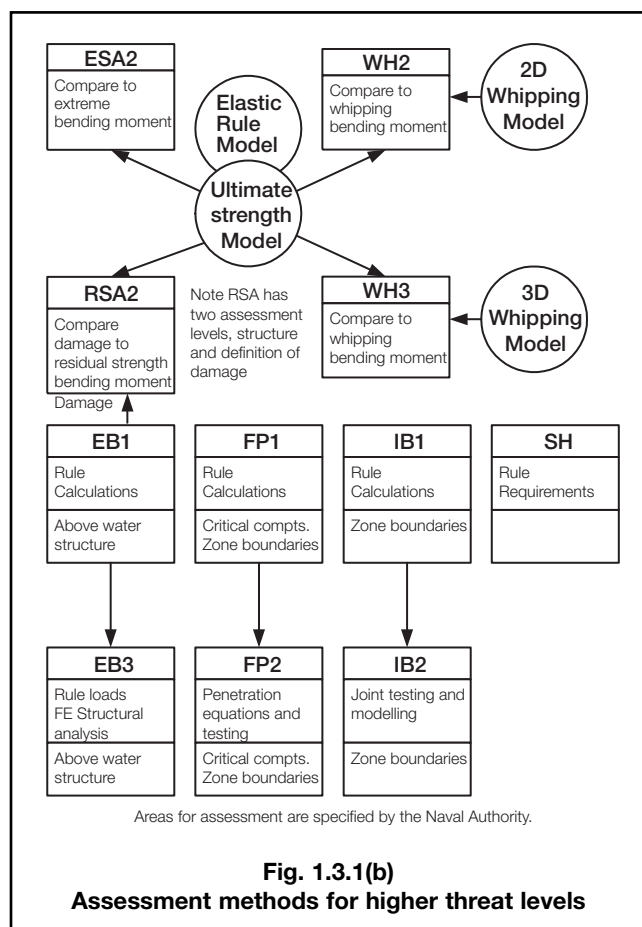 ESA2
Compare to
extreme
bending moment
Elastic
Rule
Model
Ultimate
strength
Model
WH2
Compare to
whipping
bending moment
2D
Whipping
Model
RSA2
Compare
damage to
residual strength
bending moment
Damage
Note RSA has
two assessment
levels, structure
and definition of
damage
WH3
Compare to
whipping
bending moment
3D
Whipping
Model
EB1
Rule
Calculations
Above water
structure
FP1
Rule
Calculations
Critical compts.
Zone boundaries
IB1
Rule
Calculations
Zone boundaries
SH
Rule
Requirements
EB3
Rule loads
FE Structural
analysis
Above water
structure
FP2
Penetration
equations and
testing
Critical compts.
Zone boundaries
IB2
Joint testing and
modelling
Zone boundaries
Areas for assessment are specified by the Naval Authority.
Fig. 1.3.1(b)
Assessment methods for higher threat levels